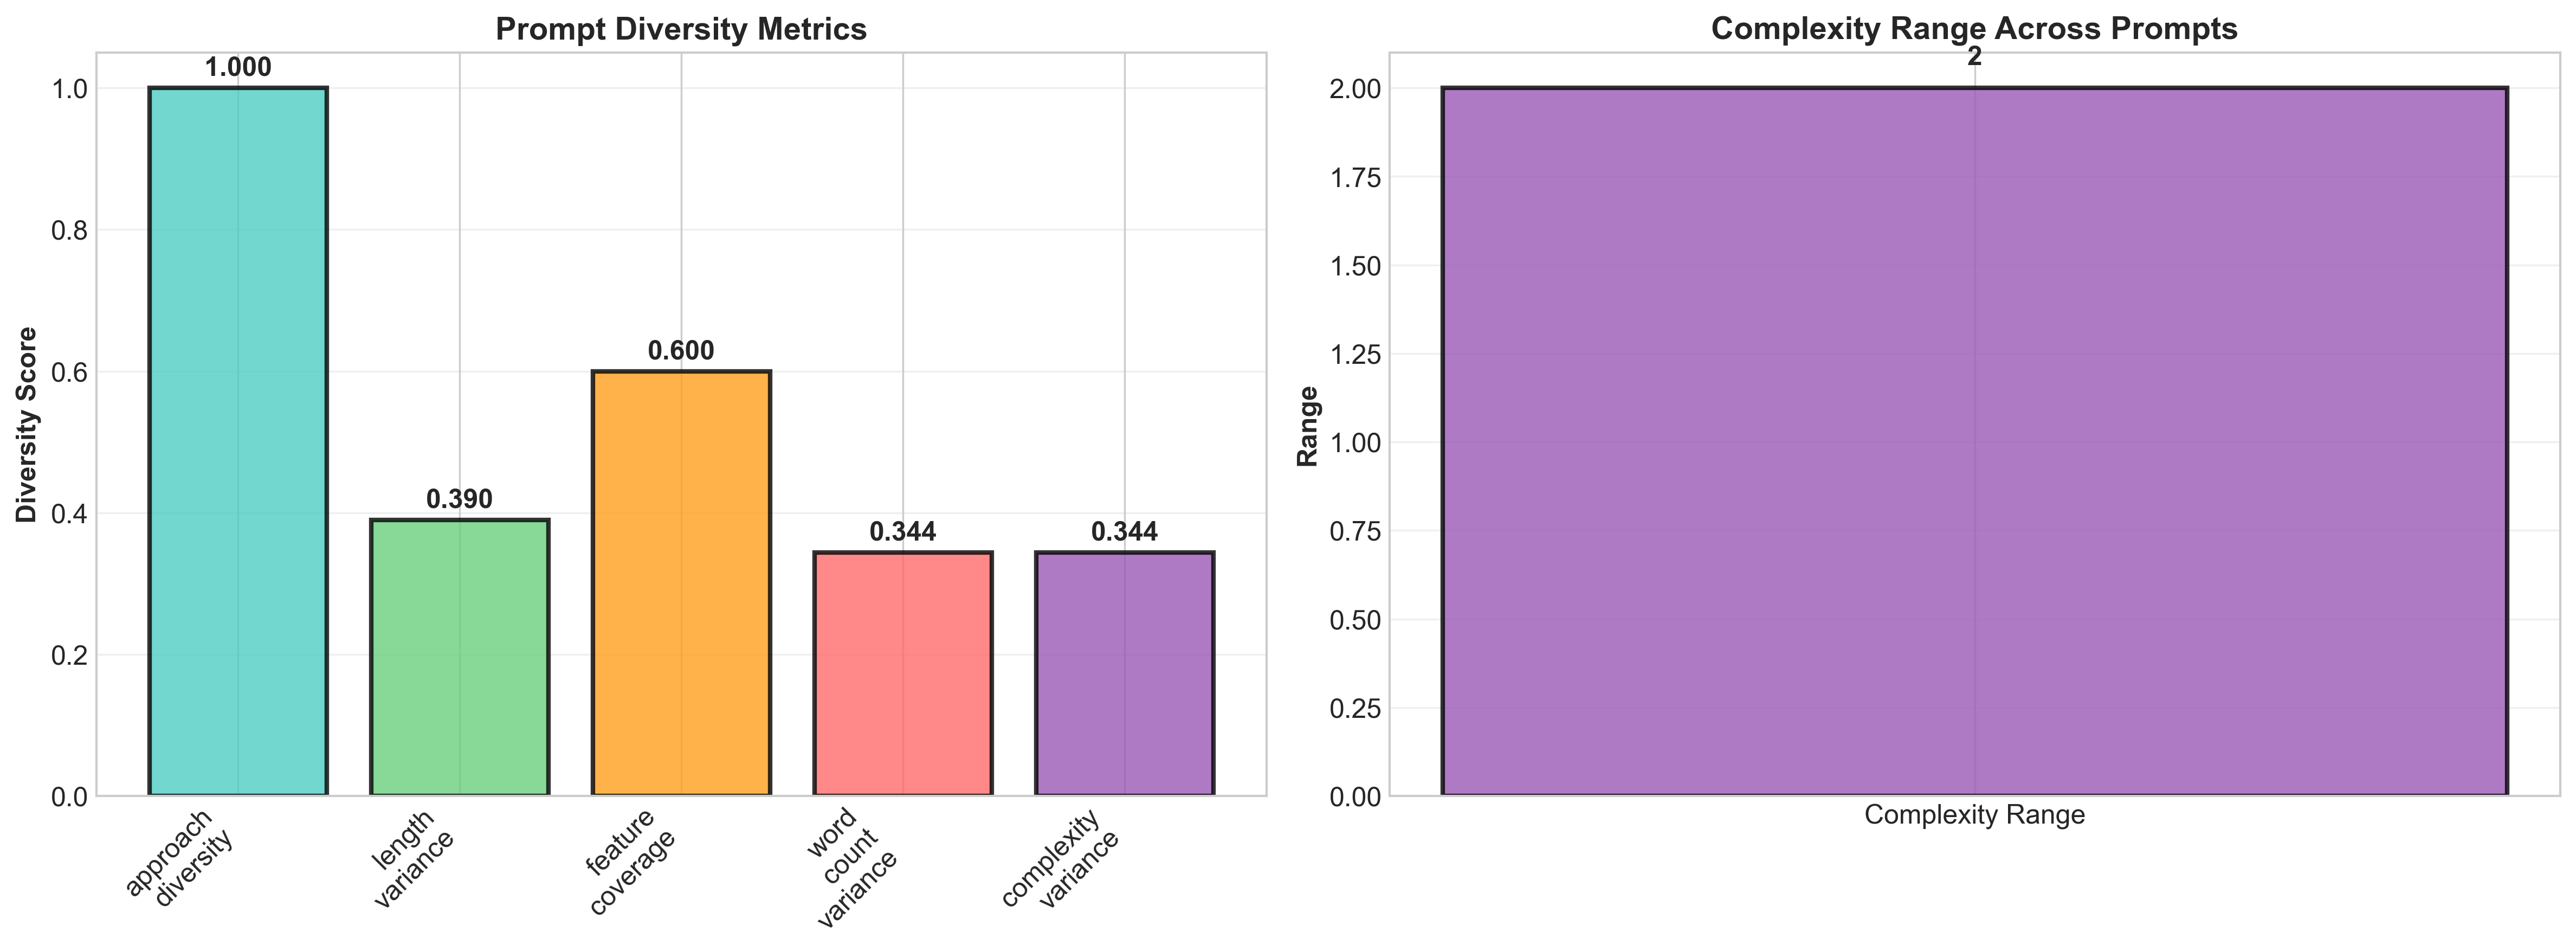 Prompt Diversity Metrics
Diversity Score
1.0
0.8
0.6
0.4
0.2
0.0
1.000
0.390
0.600
0.344
0.344
approach
diversity
length
variance
feature
coverage
word
count
variance
complexity
variance
Complexity Range Across Prompts
2
Range
2.00
1.75
1.50
1.25
1.00
0.75
0.50
0.25
0.00
Complexity Range